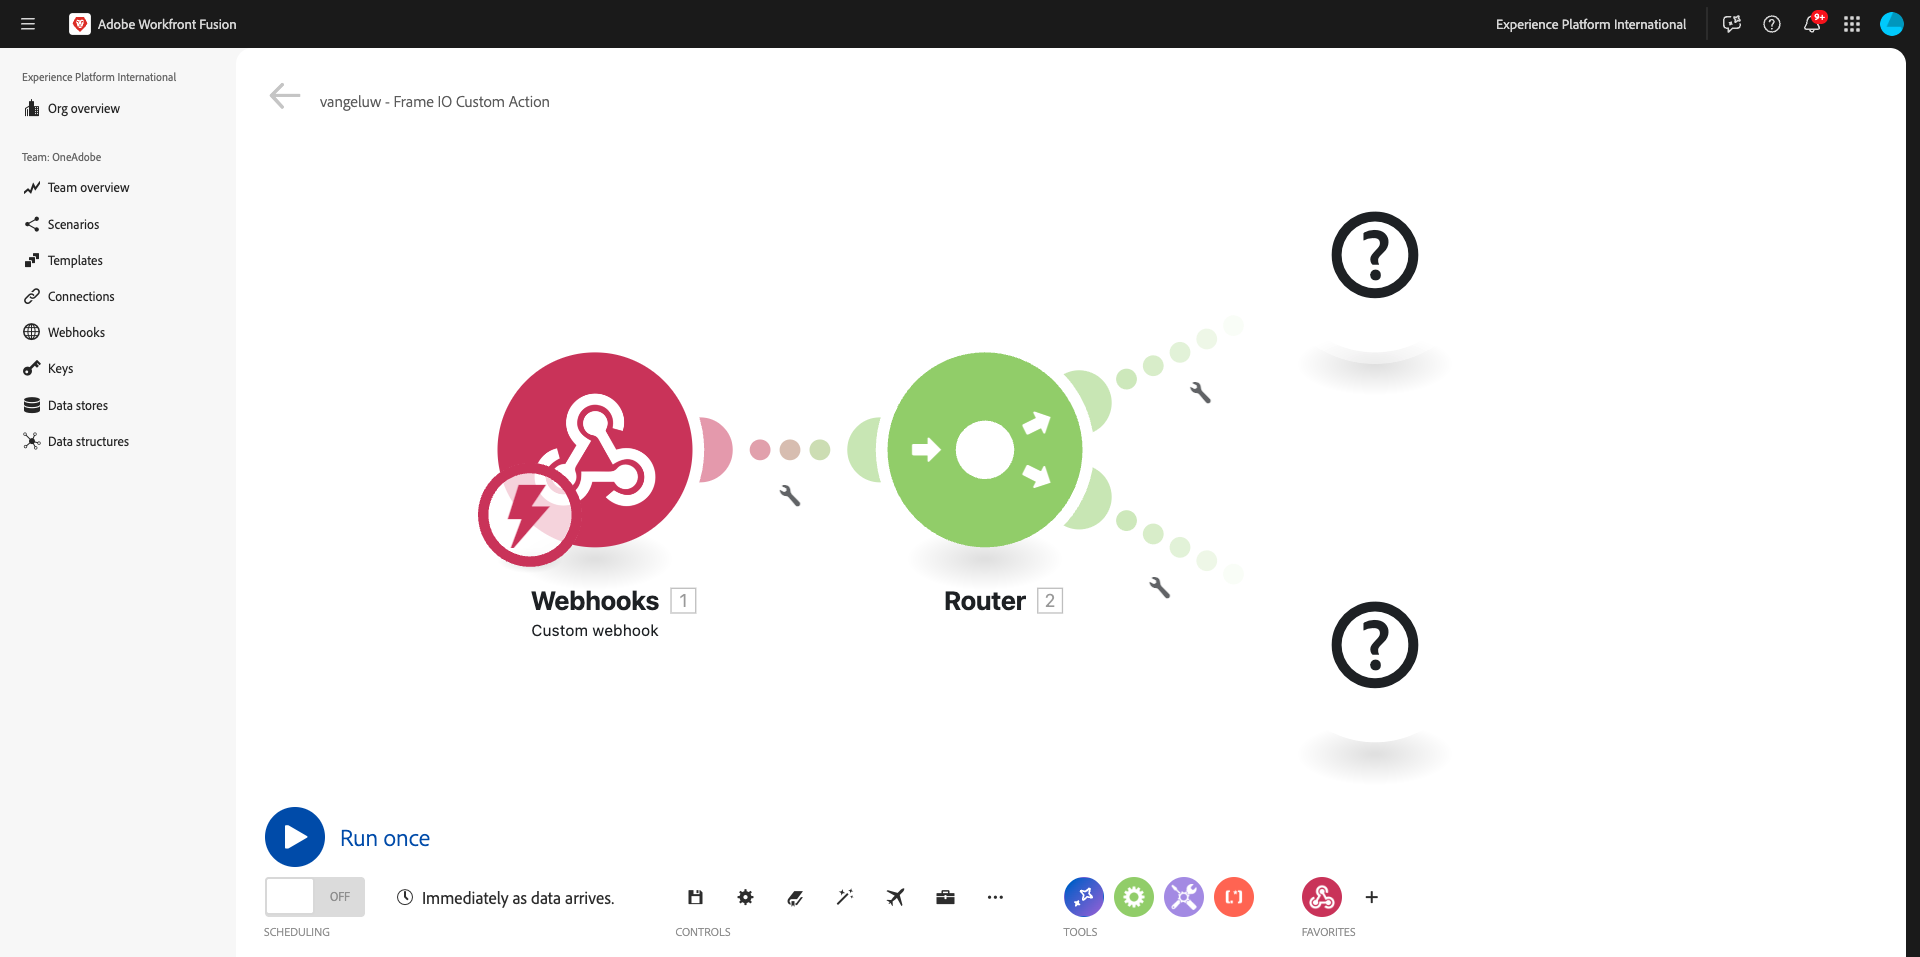 Adobe Workfront Fusion
Experience Platform International
9+
Experience Platform International
Org overview
Team: OneAdobe
Team overview
Scenarios
Templates
Connections
Webhooks
Keys
Data stores
Data structures
vangeluw - Frame IO Custom Action
?
Webhooks 1
Custom webhook
Router 2
?
Run once
OFF
Immediately as data arrives.
SCHEDULING
CONTROLS
TOOLS
FAVORITES